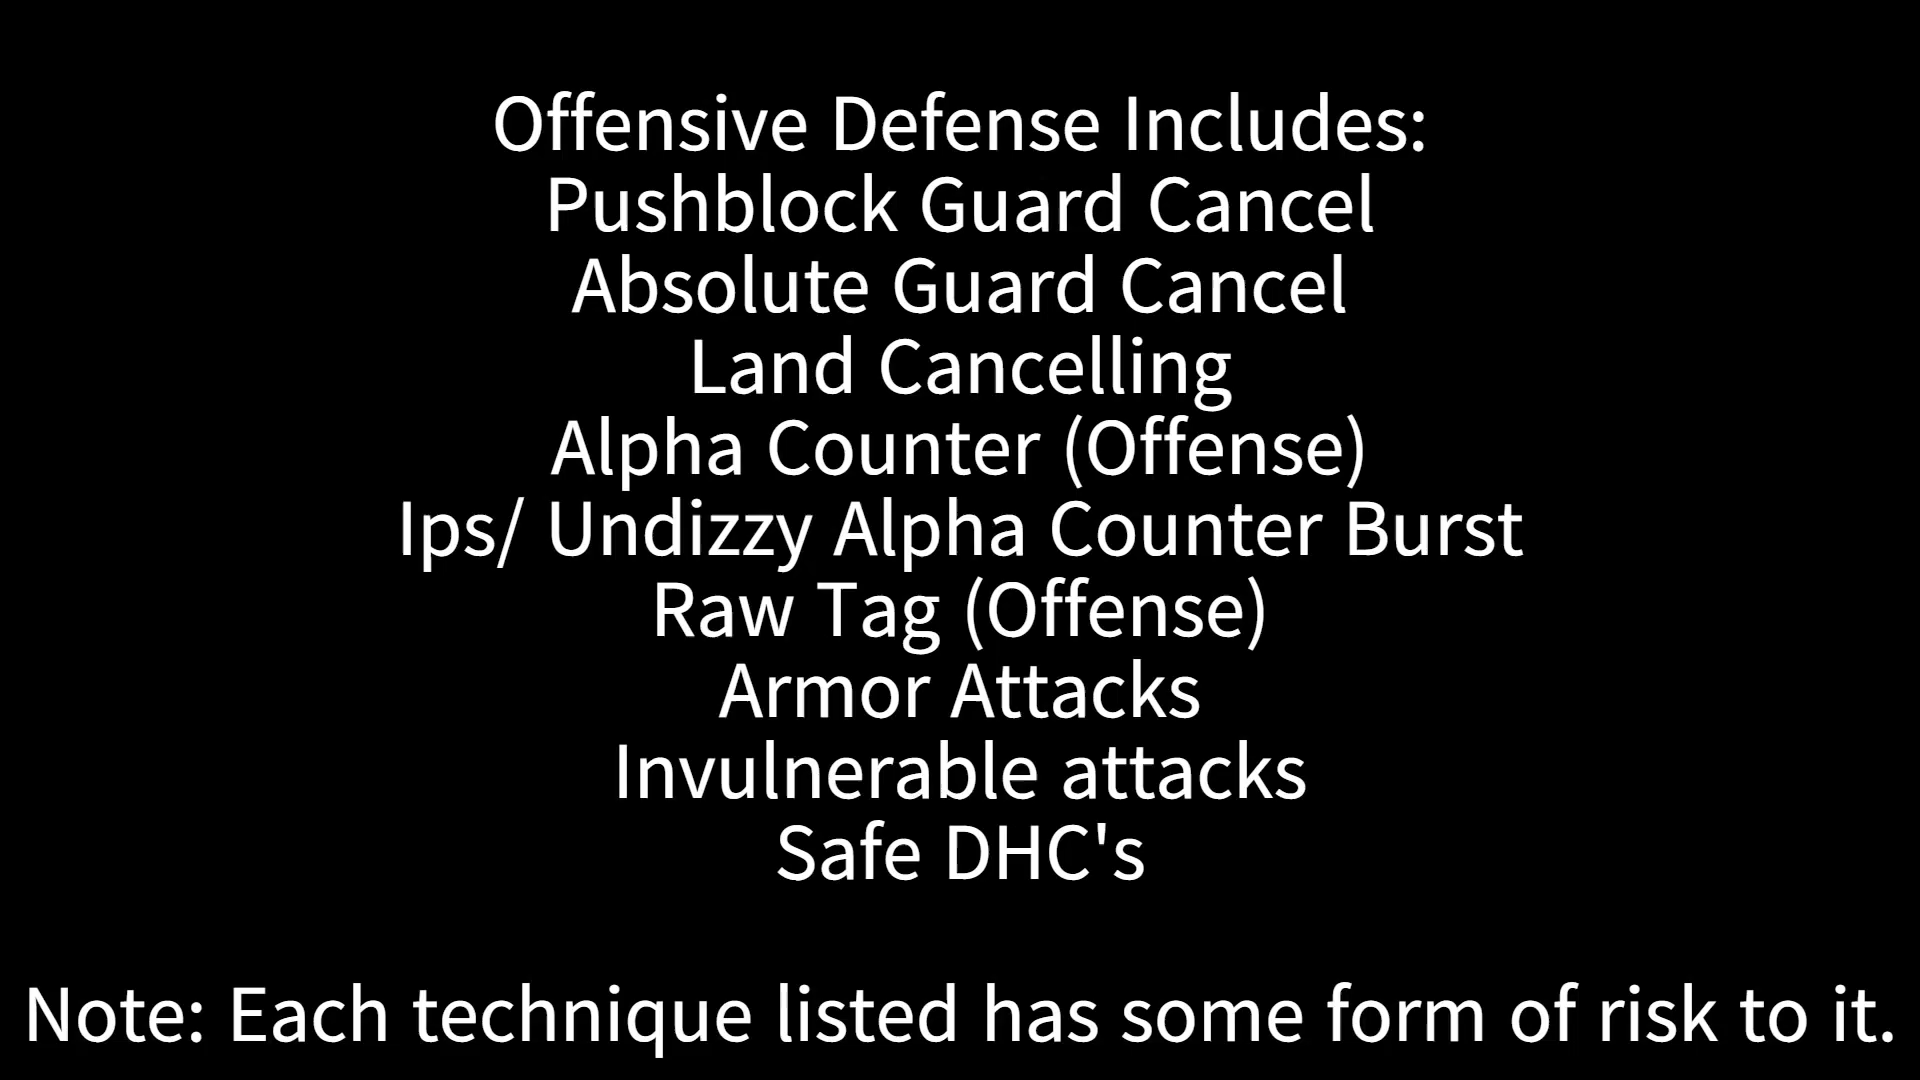 Offensive Defense Includes:
Pushblock Guard Cancel
Absolute Guard Cancel
Land Cancelling
Alpha Counter (Offense)
Ips/ Undizzy Alpha Counter Burst
Raw Tag (Offense)
Armor Attacks
Invulnerable attacks
Safe DHC's
Note: Each technique listed has some form of risk to it.